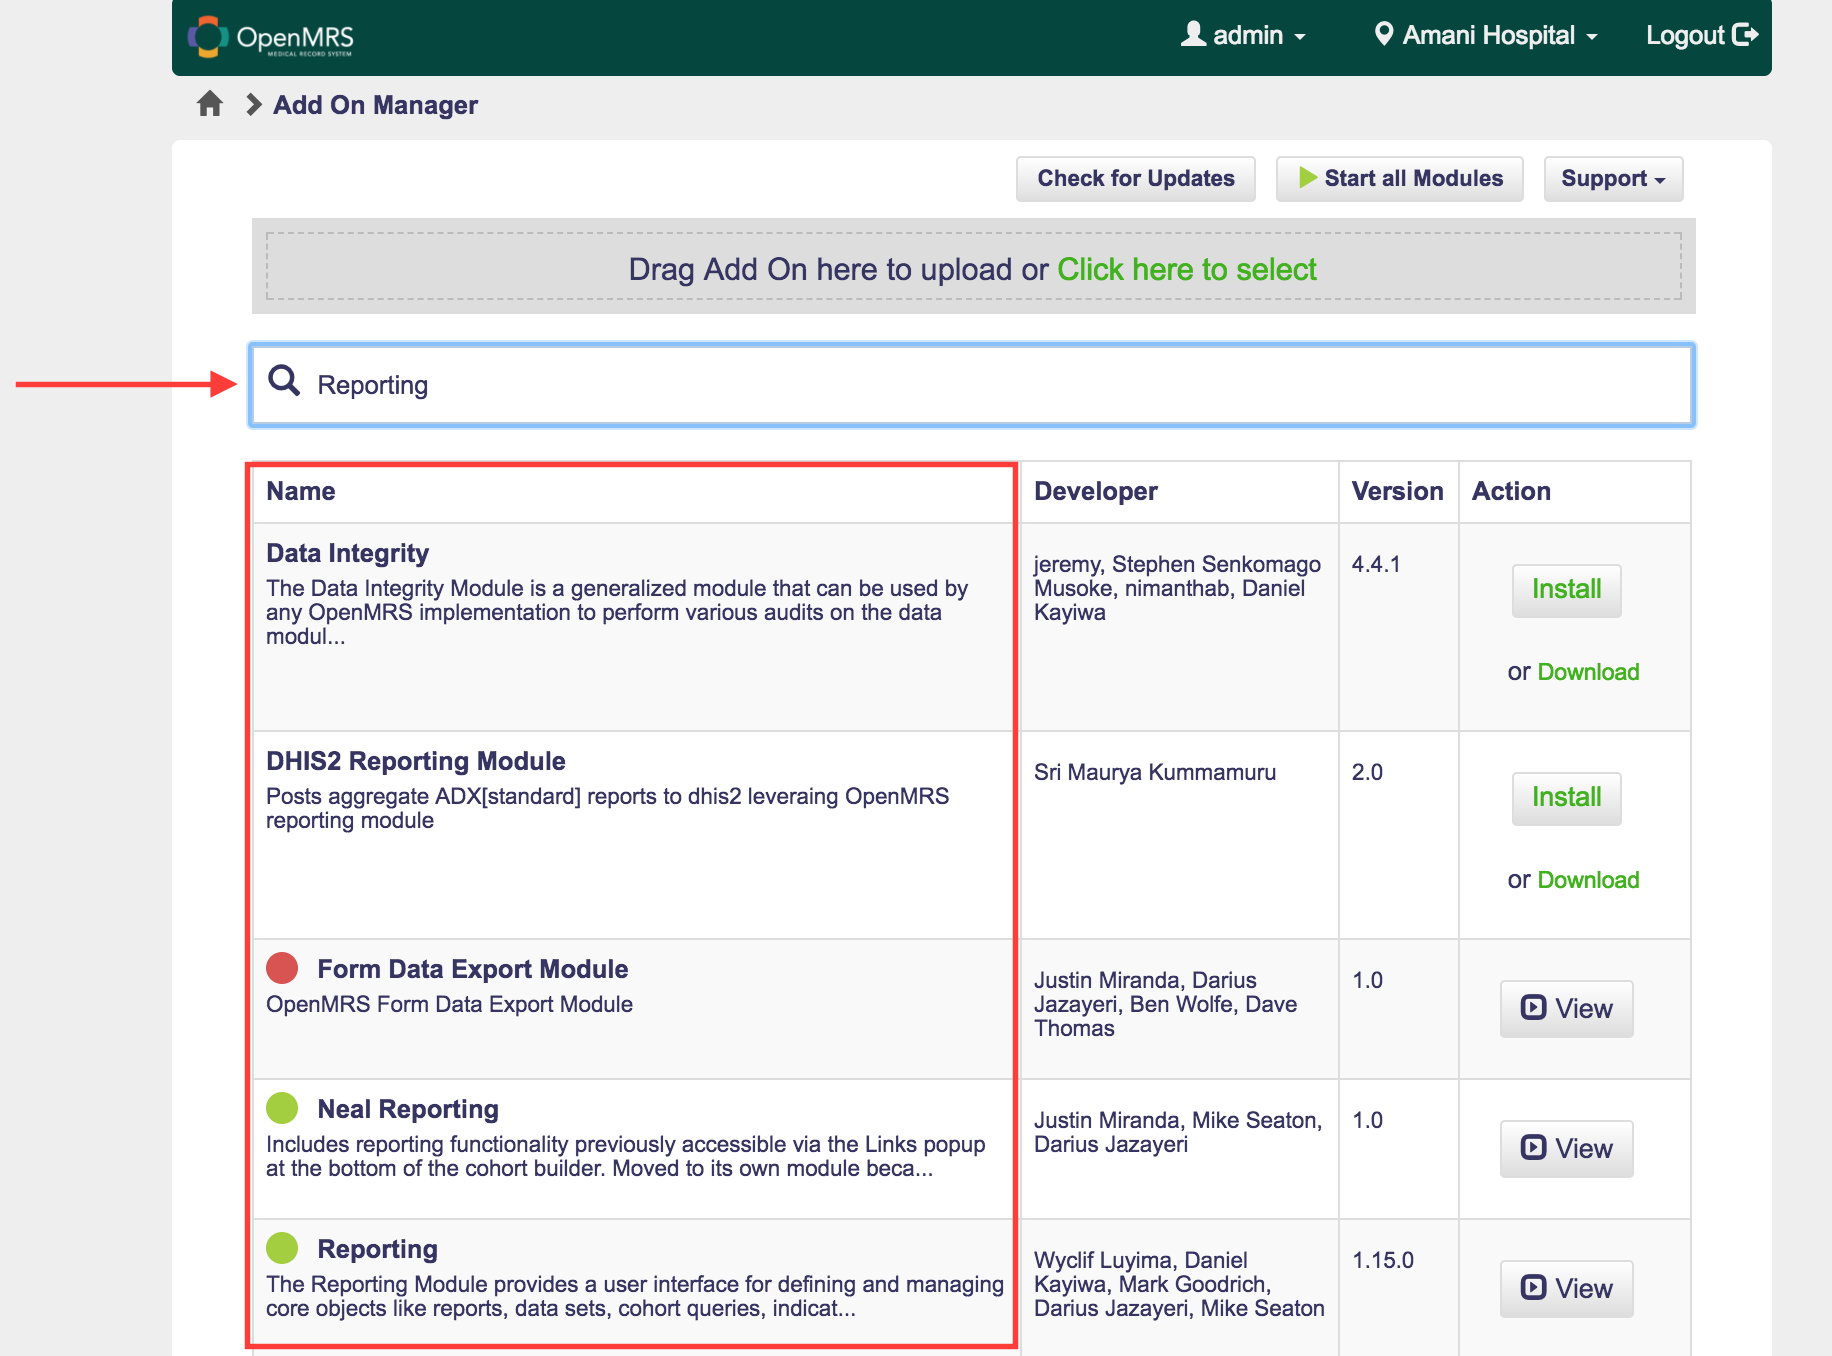 OpenMRS
MEDICAL RECORD SYSTEM
admin
Amani Hospital
Logout
Add On Manager
Check for Updates
Start all Modules
Support
Drag Add On here to upload or Click here to select
Reporting
Name
Developer
Version
Action
Data Integrity
The Data Integrity Module is a generalized module that can be used by
any OpenMRS implementation to perform various audits on the data
modul...
jeremy, Stephen Senkomago
Musoke, nimanthab, Daniel
Kayiwa
4.4.1
Install
or Download
DHIS2 Reporting Module
Posts aggregate ADX[standard] reports to dhis2 leveraing OpenMRS
reporting module
Sri Maurya Kummamuru
2.0
Install
or Download
Form Data Export Module
OpenMRS Form Data Export Module
Justin Miranda, Darius
Jazayeri, Ben Wolfe, Dave
Thomas
1.0
View
Neal Reporting
Includes reporting functionality previously accessible via the Links popup
at the bottom of the cohort builder. Moved to its own module beca...
Justin Miranda, Mike Seaton,
Darius Jazayeri
1.0
View
Reporting
The Reporting Module provides a user interface for defining and managing
core objects like reports, data sets, cohort queries, indicat...
Wyclif Luyima, Daniel
Kayiwa, Mark Goodrich,
Darius Jazayeri, Mike Seaton
1.15.0
View